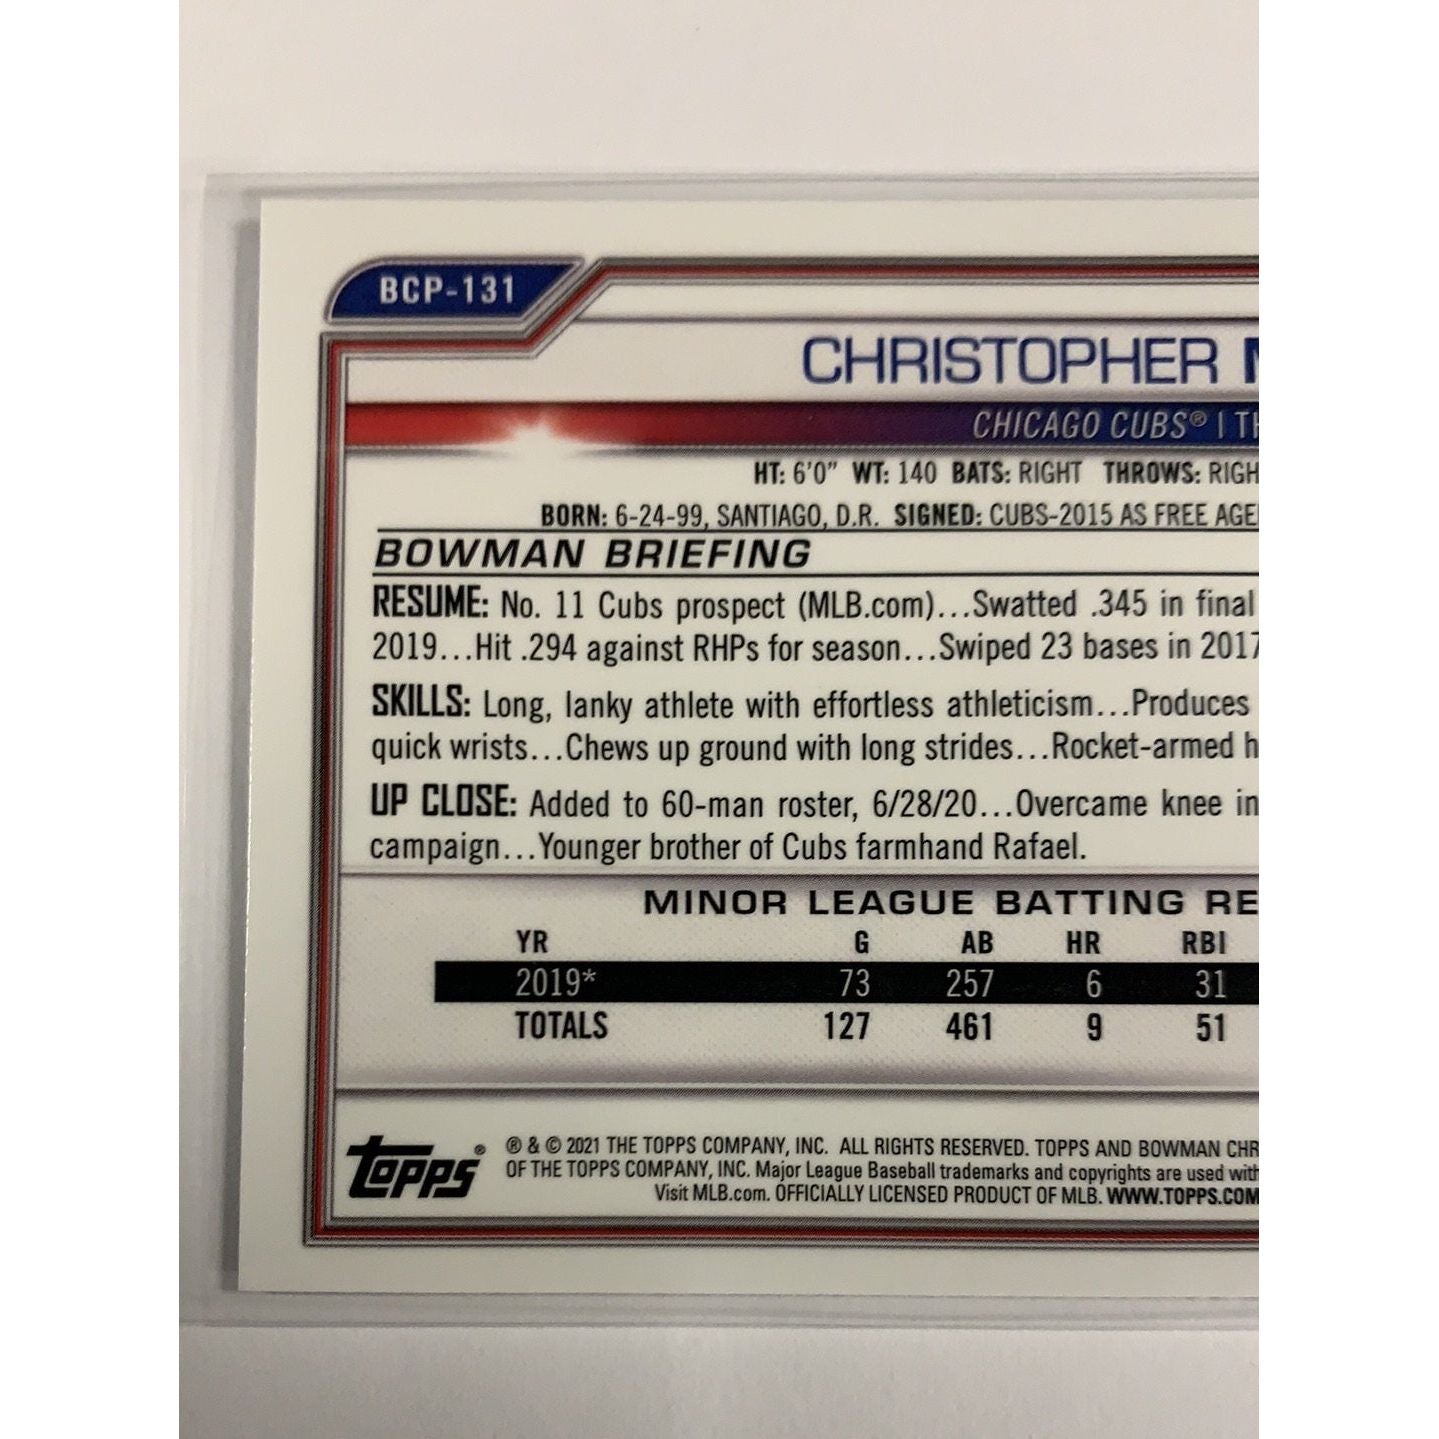 BCP-131
CHRISTOPHER
CHICAGO CUBS® |
HT: 6'0" WT: 140 BATS: RIGHT THROWS:
BORN: 6-24-99, SANTIAGO, D.R. SIGNED: CUBS-2015 AS FREE
BOWMAN BRIEFING
RESUME: No. 11 Cubs prospect (MLB.com)...Swatted .345 in final
2019...Hit .294 against RHPs for season...Swiped 23 bases in 2017
SKILLS: Long, lanky athlete with effortless athleticism...Produces
quick wrists...Chews up ground with long strides...Rocket-armed
UP CLOSE: Added to 60-man roster, 6/28/20...Overcame knee
campaign...Younger brother of Cubs farmhand Rafael.
MINOR LEAGUE BATTING
YR G AB HR RBI
2019* 73 257 6 31
TOTALS 127 461 9 51
Topps®
® & © 2021 THE TOPPS COMPANY, INC. ALL RIGHTS RESERVED. TOPPS AND BOWMAN
OF THE TOPPS COMPANY, INC. Major League Baseball trademarks and copyrights are used with
Visit MLB.com. OFFICIALLY LICENSED PRODUCT OF MLB. WWW.TOPPS.COM